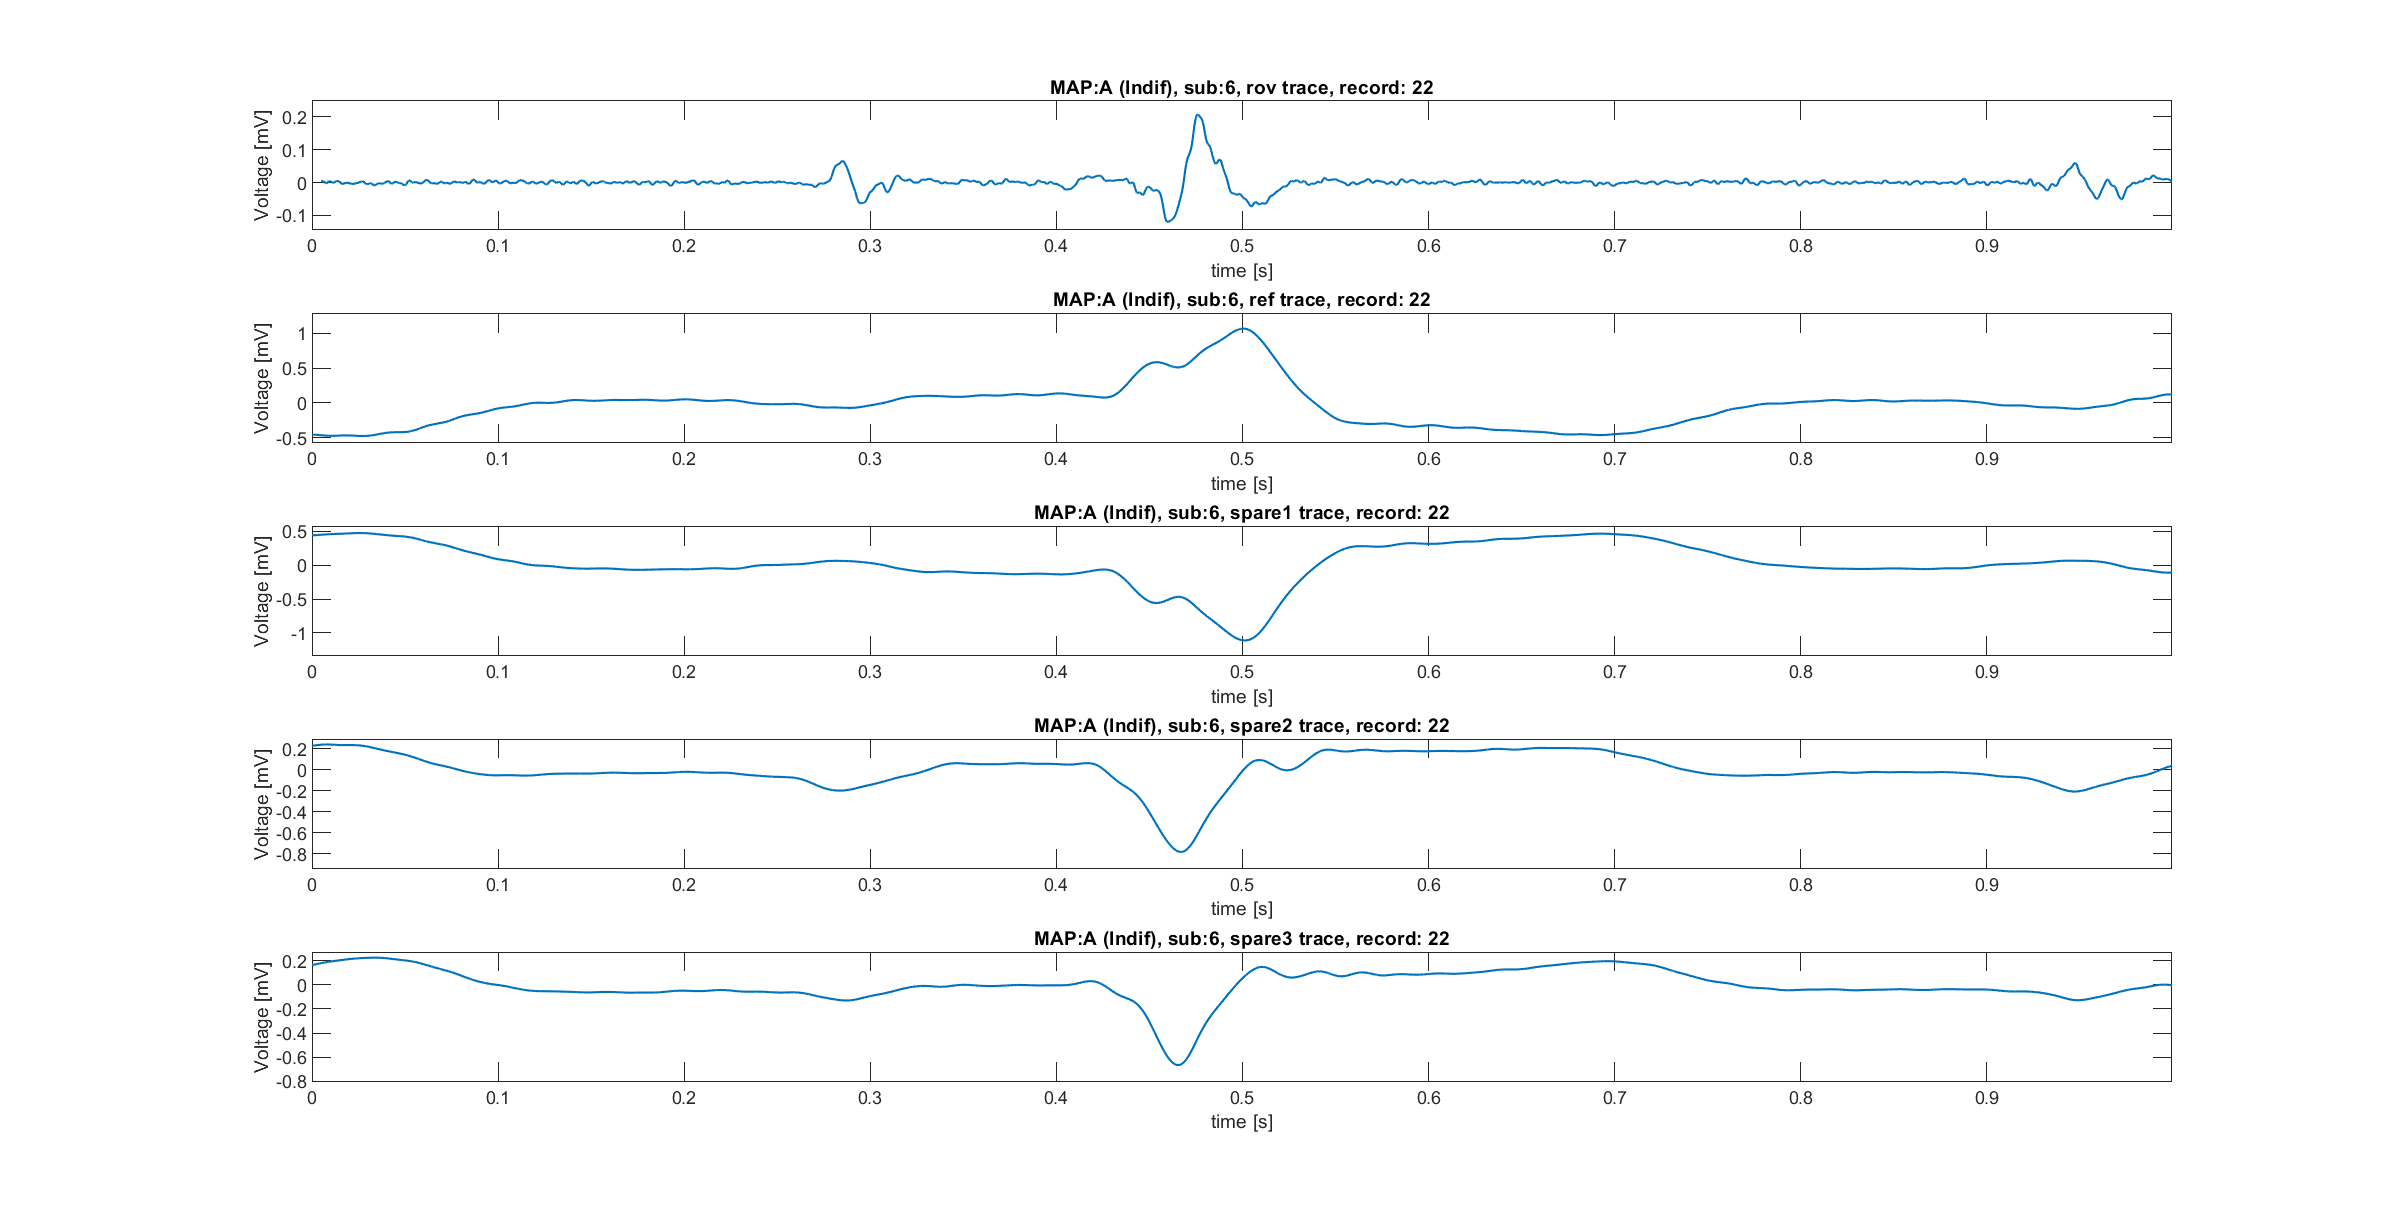 MAP:A (Indif), sub:6, rov trace, record: 22
Voltage [mV]
0.2
0.1
0
-0.1
0 0.1 0.2 0.3 0.4 0.5 0.6 0.7 0.8 0.9
time [s]
MAP:A (Indif), sub:6, ref trace, record: 22
Voltage [mV]
1
0.5
0
-0.5
0 0.1 0.2 0.3 0.4 0.5 0.6 0.7 0.8 0.9
time [s]
MAP:A (Indif), sub:6, spare1 trace, record: 22
Voltage [mV]
0.5
0
-0.5
-1
0 0.1 0.2 0.3 0.4 0.5 0.6 0.7 0.8 0.9
time [s]
MAP:A (Indif), sub:6, spare2 trace, record: 22
Voltage [mV]
0.2
0
-0.2
-0.4
-0.6
-0.8
0 0.1 0.2 0.3 0.4 0.5 0.6 0.7 0.8 0.9
time [s]
MAP:A (Indif), sub:6, spare3 trace, record: 22
Voltage [mV]
0.2
0
-0.2
-0.4
-0.6
-0.8
0 0.1 0.2 0.3 0.4 0.5 0.6 0.7 0.8 0.9
time [s]